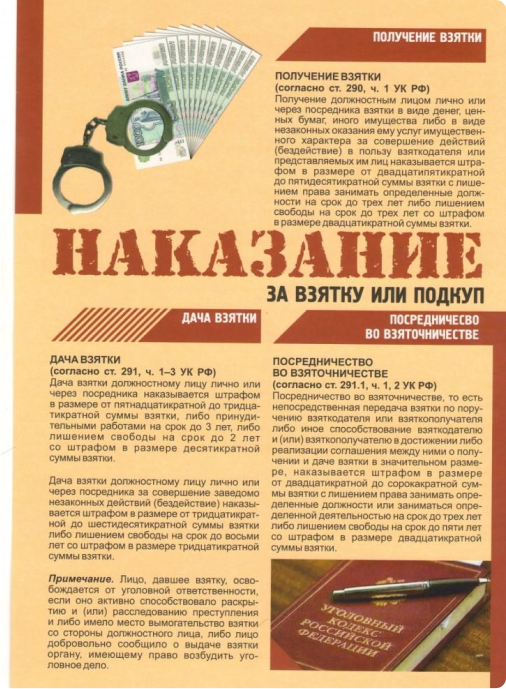 ПОЛУЧЕНИЕ ВЗЯТКИ
ПОЛУЧЕНИЕ ВЗЯТКИ
(согласно ст. 290, ч. 1 УК РФ)
Получение должностным лицом лично или
через посредника взятки в виде денег, цен-
ных бумаг, иного имущества либо в виде
незаконных оказания ему услуг имуществен-
ного характера за совершение действий
(бездействие) в пользу взяткодателя или
представляемых им лиц наказывается штра-
фом в размере от двадцатипятикратной
до пятидесятикратной суммы взятки с лише-
нием права занимать определенные долж-
ности на срок до трех лет либо лишением
свободы на срок до трех лет со штрафом
в размере двадцатикратной суммы взятки.
НАКАЗАНИЕ
ЗА ВЗЯТКУ ИЛИ ПОДКУП
ДАЧА ВЗЯТКИ
ДАЧА ВЗЯТКИ
(согласно ст. 291, ч. 1–3 УК РФ)
Дача взятки должностному лицу лично или
через посредника наказывается штрафом
в размере от пятнадцатикратной до тридца-
тикратной суммы взятки, либо принуди-
тельными работами на срок до 3 лет, либо
лишением свободы на срок до 2 лет
со штрафом в размере десятикратной
суммы взятки.
Дача взятки должностному лицу лично или
через посредника за совершение заведомо
незаконных действий (бездействие) наказы-
вается штрафом в размере от тридцатикрат-
ной до шестидесятикратной суммы взятки
либо лишением свободы на срок до восьми
лет со штрафом в размере тридцатикратной
суммы взятки.
Примечание. Лицо, давшее взятку, осво-
бождается от уголовной ответственности,
если оно активно способствовало раскры-
тию и (или) расследованию преступления
и либо имело место вымогательство взятки
со стороны должностного лица, либо лицо
добровольно сообщило о выдаче взятки
органу, имеющему право возбудить уго-
ловное дело.
ПОСРЕДНИЧЕСВО
ВО ВЗЯТОЧНИЧЕСТВЕ
ПОСРЕДНИЧЕСТВО
ВО ВЗЯТОЧНИЧЕСТВЕ
(согласно ст. 291.1, ч. 1, 2 УК РФ)
Посредничество во взяточничестве, то есть
непосредственная передача взятки по пору-
чению взяткодателя или взяткополучателя
либо иное способствование взяткодателю
и (или) взяткополучателю в достижении либо
реализации соглашения между ними о полу-
чении и даче взятки в значительном разме-
ре, наказывается штрафом в размере
от двадцатикратной до сорокакратной сум-
мы взятки с лишением права занимать опре-
деленные должности или заниматься опре-
деленной деятельностью на срок до трех лет
либо лишением свободы на срок до пяти лет
со штрафом в размере двадцатикратной
суммы взятки.
УГОЛОВНЫЙ
КОДЕКС
РОССИЙСКОЙ
ФЕДЕРАЦИИ